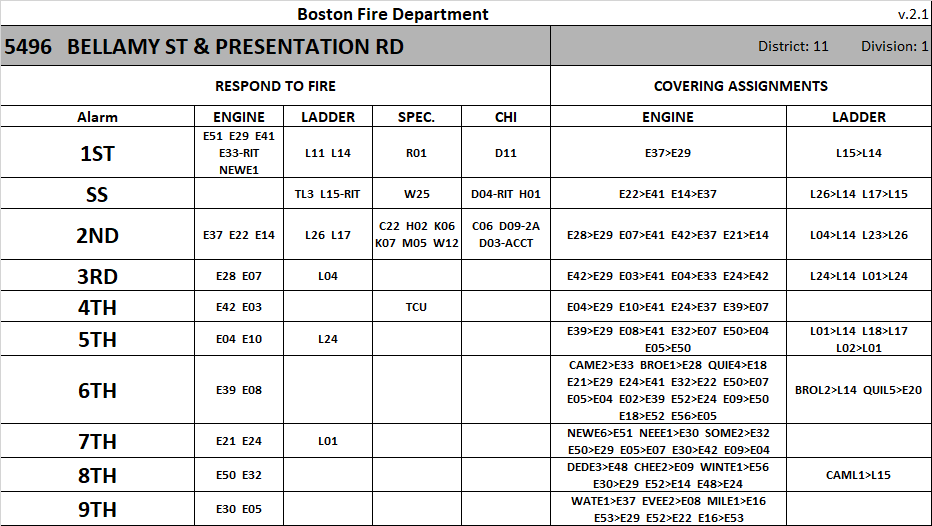 Boston Fire Department v.2.1
5496 BELLAMY ST & PRESENTATION RD District: 11 Division: 1
RESPOND TO FIRE COVERING ASSIGNMENTS
Alarm ENGINE LADDER SPEC. CHI ENGINE LADDER
1ST
E51 E29 E41
E33-RIT
NEWE1
L11 L14
R01
D11
E37>E29
L15>L14
SS
TL3 L15-RIT
W25
D04-RIT H01
E22>E41 E14>E37
L26>L14 L17>L15
2ND
E37 E22 E14
L26 L17
C22 H02 K06
K07 M05 W12
C06 D09-2A
D03-ACCT
E28>E29 E07>E41 E42>E37 E21>E14
L04>L14 L23>L26
3RD
E28 E07
L04
E42>E29 E03>E41 E04>E33 E24>E42
L24>L14 L01>L24
4TH
E42 E03
TCU
E04>E29 E10>E41 E24>E37 E39>E07
5TH
E04 E10
L24
E39>E29 E08>E41 E32>E07 E50>E04
E05>E50
L01>L14 L18>L17
L02>L01
6TH
E39 E08
CAME2>E33 BROE1>E28 QUIE4>E18
E21>E29 E24>E41 E32>E22 E50>E07
E05>E04 E02>E39 E52>E24 E09>E50
E18>E52 E56>E05
BROL2>L14 QUIL5>E20
7TH
E21 E24
L01
NEWE6>E51 NEEE1>E30 SOME2>E32
E50>E29 E05>E07 E30>E42 E09>E04
8TH
E50 E32
DEDE3>E48 CHEE2>E09 WINTE1>E56
E30>E29 E52>E14 E48>E24
CAML1>L15
9TH
E30 E05
WATE1>E37 EVEE2>E08 MILE1>E16
E53>E29 E52>E22 E16>E53